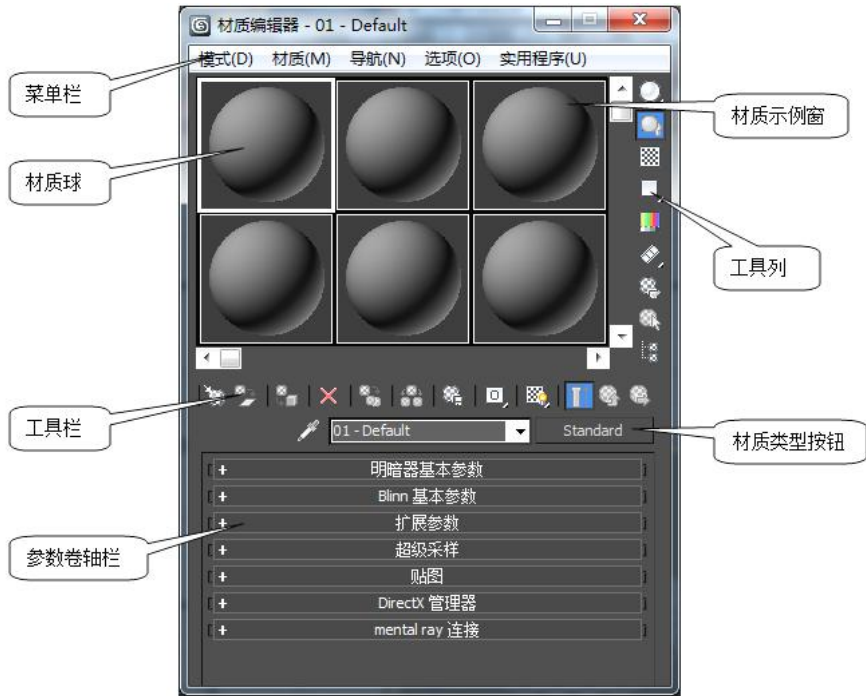 材质编辑器 - 01 - Default
模式(D) 材质(M) 导航(N) 选项(O) 实用程序(U)
菜单栏
材质示例窗
材质球
工具列
工具栏
01 - Default
Standard
材质类型按钮
明暗器基本参数
Blinn 基本参数
扩展参数
参数卷轴栏
超级采样
贴图
DirectX 管理器
mental ray 连接